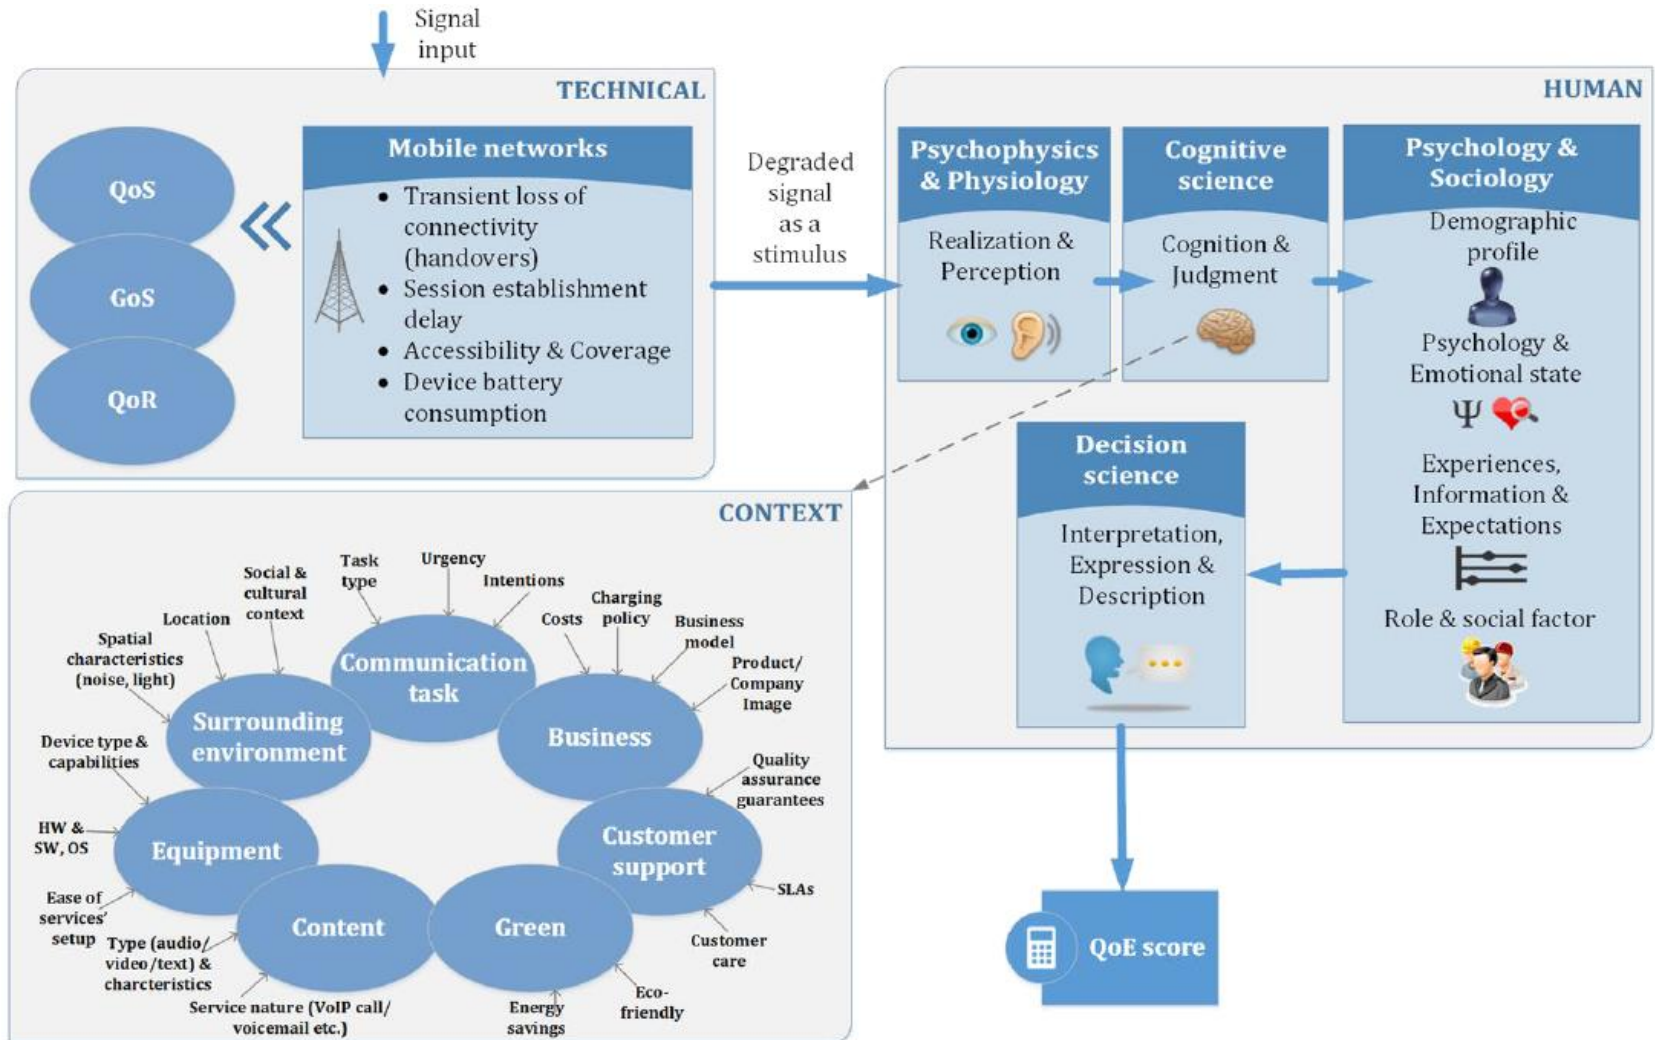 Signal
input
TECHNICAL
QoS
GoS
QoR
Mobile networks
• Transient loss of
connectivity
(handovers)
• Session establishment
delay
• Accessibility & Coverage
• Device battery
consumption
Degraded
signal
as a
stimulus
HUMAN
Psychophysics
& Physiology
Realization &
Perception
Cognitive
science
Cognition &
Judgment
Psychology &
Sociology
Demographic
profile
Psychology &
Emotional state
Ψ
Experiences,
Information &
Expectations
Role & social factor
Decision
science
Interpretation,
Expression &
Description
QoE score
CONTEXT
Communication
task
Task
type
Urgency
Intentions
Business
Costs
Charging
policy
Business
model
Product/
Company
Image
Customer
support
Quality
assurance
guarantees
SLAs
Customer
care
Green
Eco-
friendly
Energy
savings
Content
Service nature (VoIP call/
voicemail etc.)
Type (audio/
video/text) &
charcteristics
Equipment
Ease of
services'
setup
HW &
SW, OS
Device type &
capabilities
Surrounding
environment
Spatial
characteristics
(noise, light)
Location
Social &
cultural
context